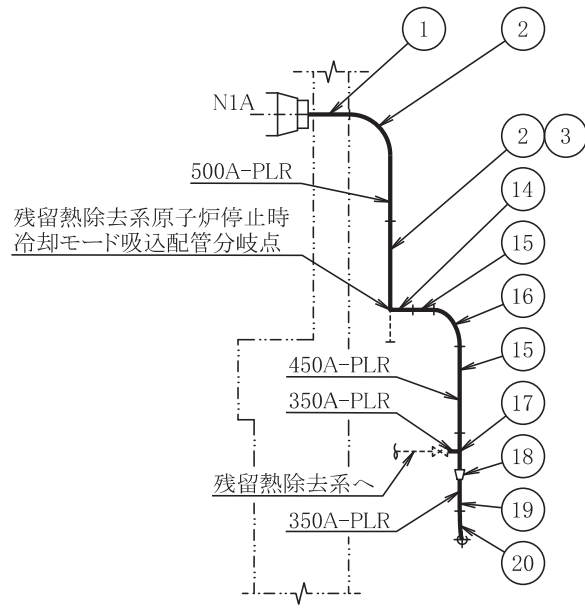 1
2
N1A
2 3
500A-PLR
14
残留熱除去系原子炉停止時
冷却モード吸込配管分岐点
15
16
450A-PLR
15
350A-PLR
17
18
残留熱除去系へ
19
350A-PLR
20